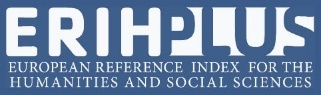 ERIHPLUS
EUROPEAN REFERENCE INDEX FOR THE
HUMANITIES AND SOCIAL SCIENCES